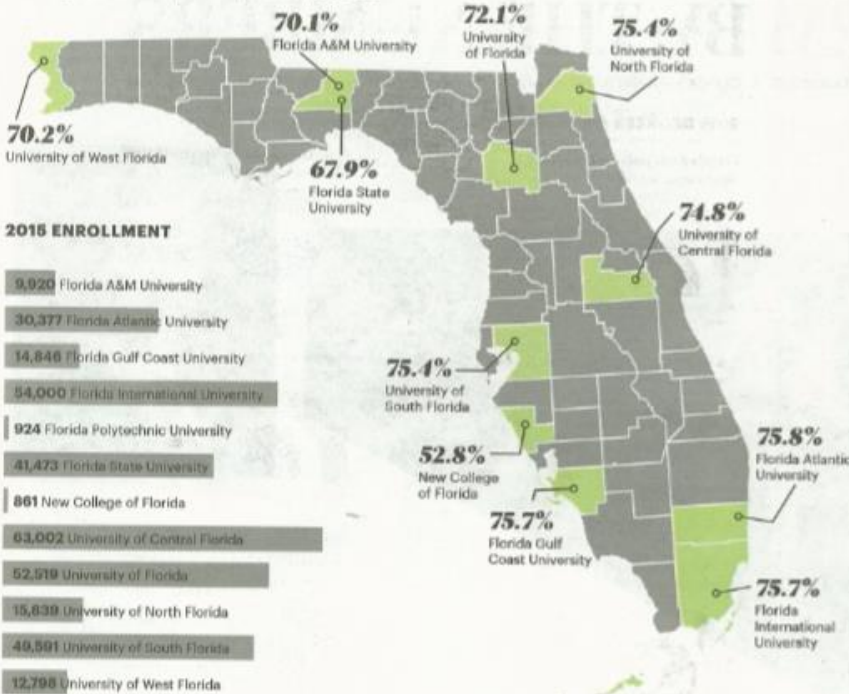 70.1%
Florida A&M University
72.1%
University
of Florida
75.4%
University of
North Florida
70.2%
University of West Florida
67.9%
Florida State
University
74.8%
University of
Central Florida
2015 ENROLLMENT
9,920 Florida A&M University
30,377 Florida Atlantic University
14,846 Florida Gulf Coast University
54,000 Florida International University
924 Florida Polytechnic University
41,473 Florida State University
861 New College of Florida
63,002 University of Central Florida
52,519 University of Florida
15,839 University of North Florida
49,591 University of South Florida
12,798 University of West Florida
75.4%
University of
South Florida
52.8%
New College
of Florida
75.7%
Florida Gulf
Coast University
75.8%
Florida Atlantic
University
75.7%
Florida
International
University